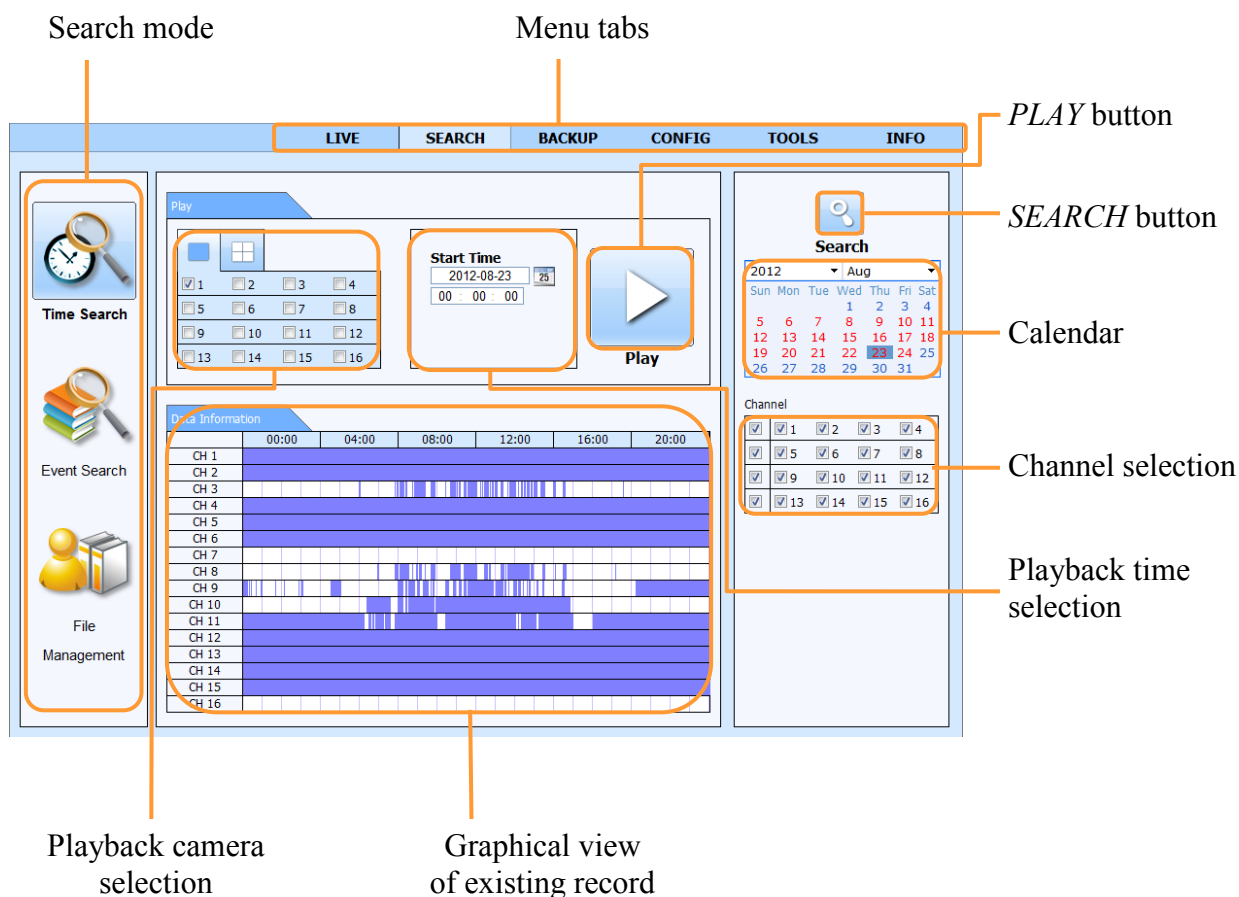 Search mode
Menu tabs
PLAY button
LIVE SEARCH BACKUP CONFIG TOOLS INFO
SEARCH button
Time Search
Event Search
File
Management
Play
1 2 3 4
5 6 7 8
9 10 11 12
13 14 15 16
Start Time
2012-08-23 25
00 : 00 : 00
Play
Search
2012 Aug
Sun Mon Tue Wed Thu Fri Sat
1 2 3 4
5 6 7 8 9 10 11
12 13 14 15 16 17 18
19 20 21 22 23 24 25
26 27 28 29 30 31
Calendar
Channel
1 2 3 4
5 6 7 8
9 10 11 12
13 14 15 16
Channel selection
Playback time
selection
Data Information
00:00 04:00 08:00 12:00 16:00 20:00
CH 1
CH 2
CH 3
CH 4
CH 5
CH 6
CH 7
CH 8
CH 9
CH 10
CH 11
CH 12
CH 13
CH 14
CH 15
CH 16
Playback camera
selection
Graphical view
of existing record